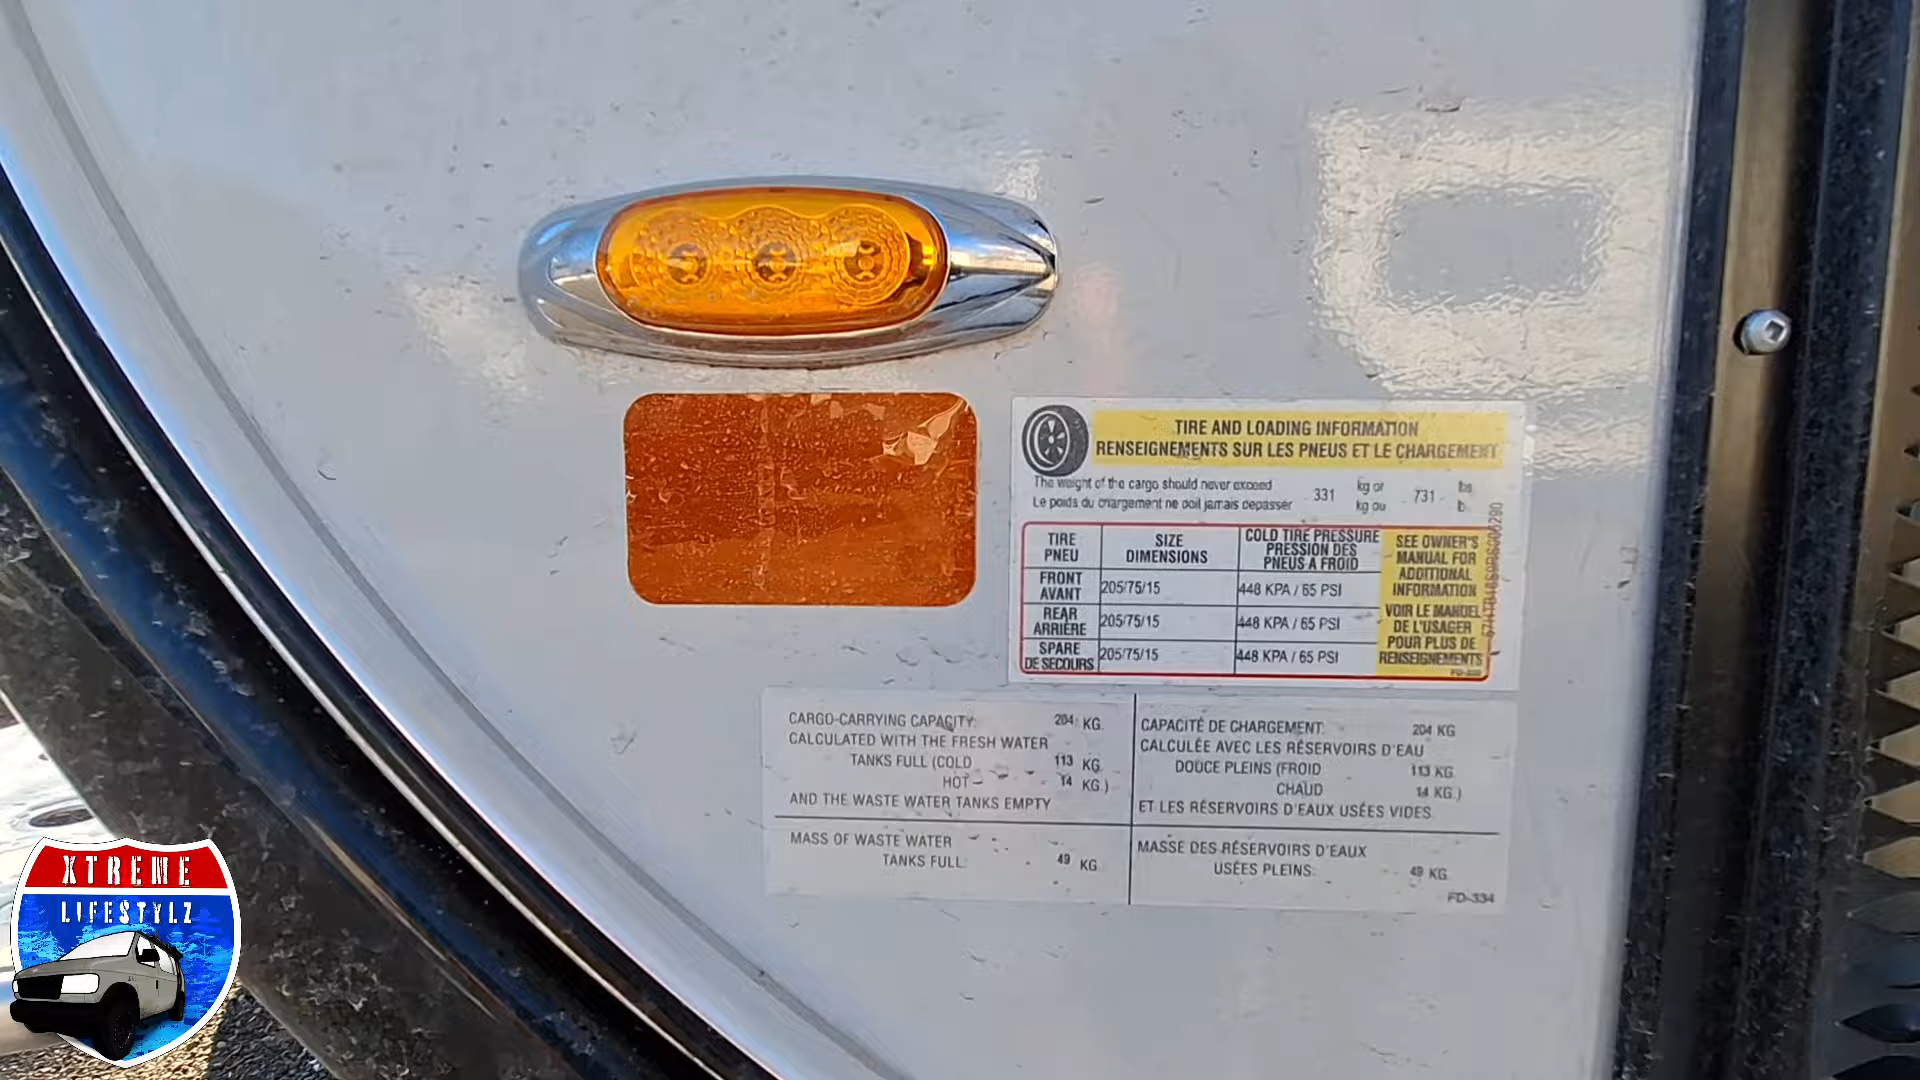 TIRE AND LOADING INFORMATION
RENSEIGNEMENTS SUR LES PNEUS ET LE CHARGEMENT
The weight of the cargo should never exceed 331 kg or 731 lbs
Le poids du chargement ne doit jamais depasser kg ou lb.
TIRE PNEU
SIZE DIMENSIONS
COLD TIRE PRESSURE
PRESSION DES
PNEUS A FROID
FRONT AVANT 205/75/15 448 KPA / 65 PSI
REAR ARRIÈRE 205/75/15 448 KPA / 65 PSI
SPARE DE SECOURS 205/75/15 448 KPA / 65 PSI
SEE OWNER'S
MANUAL FOR
ADDITIONAL
INFORMATION
VOIR LE MANUEL
DE L'USAGER
POUR PLUS DE
RENSEIGNEMENTS
CARGO-CARRYING CAPACITY: 204 KG.
CALCULATED WITH THE FRESH WATER
TANKS FULL (COLD 113 KG.
HOT 14 KG.)
AND THE WASTE WATER TANKS EMPTY
MASS OF WASTE WATER
TANKS FULL: 49 KG
CAPACITÉ DE CHARGEMENT: 204 KG
CALCULÉE AVEC LES RÉSERVOIRS D'EAU
DOUCE PLEINS (FROID 113 KG
CHAUD 14 KG.)
ET LES RÉSERVOIRS D'EAUX USÉES VIDES.
MASSE DES RÉSERVOIRS D'EAUX
USÉES PLEINS: 49 KG.
FD-334
XTREME
LIFESTYLZ